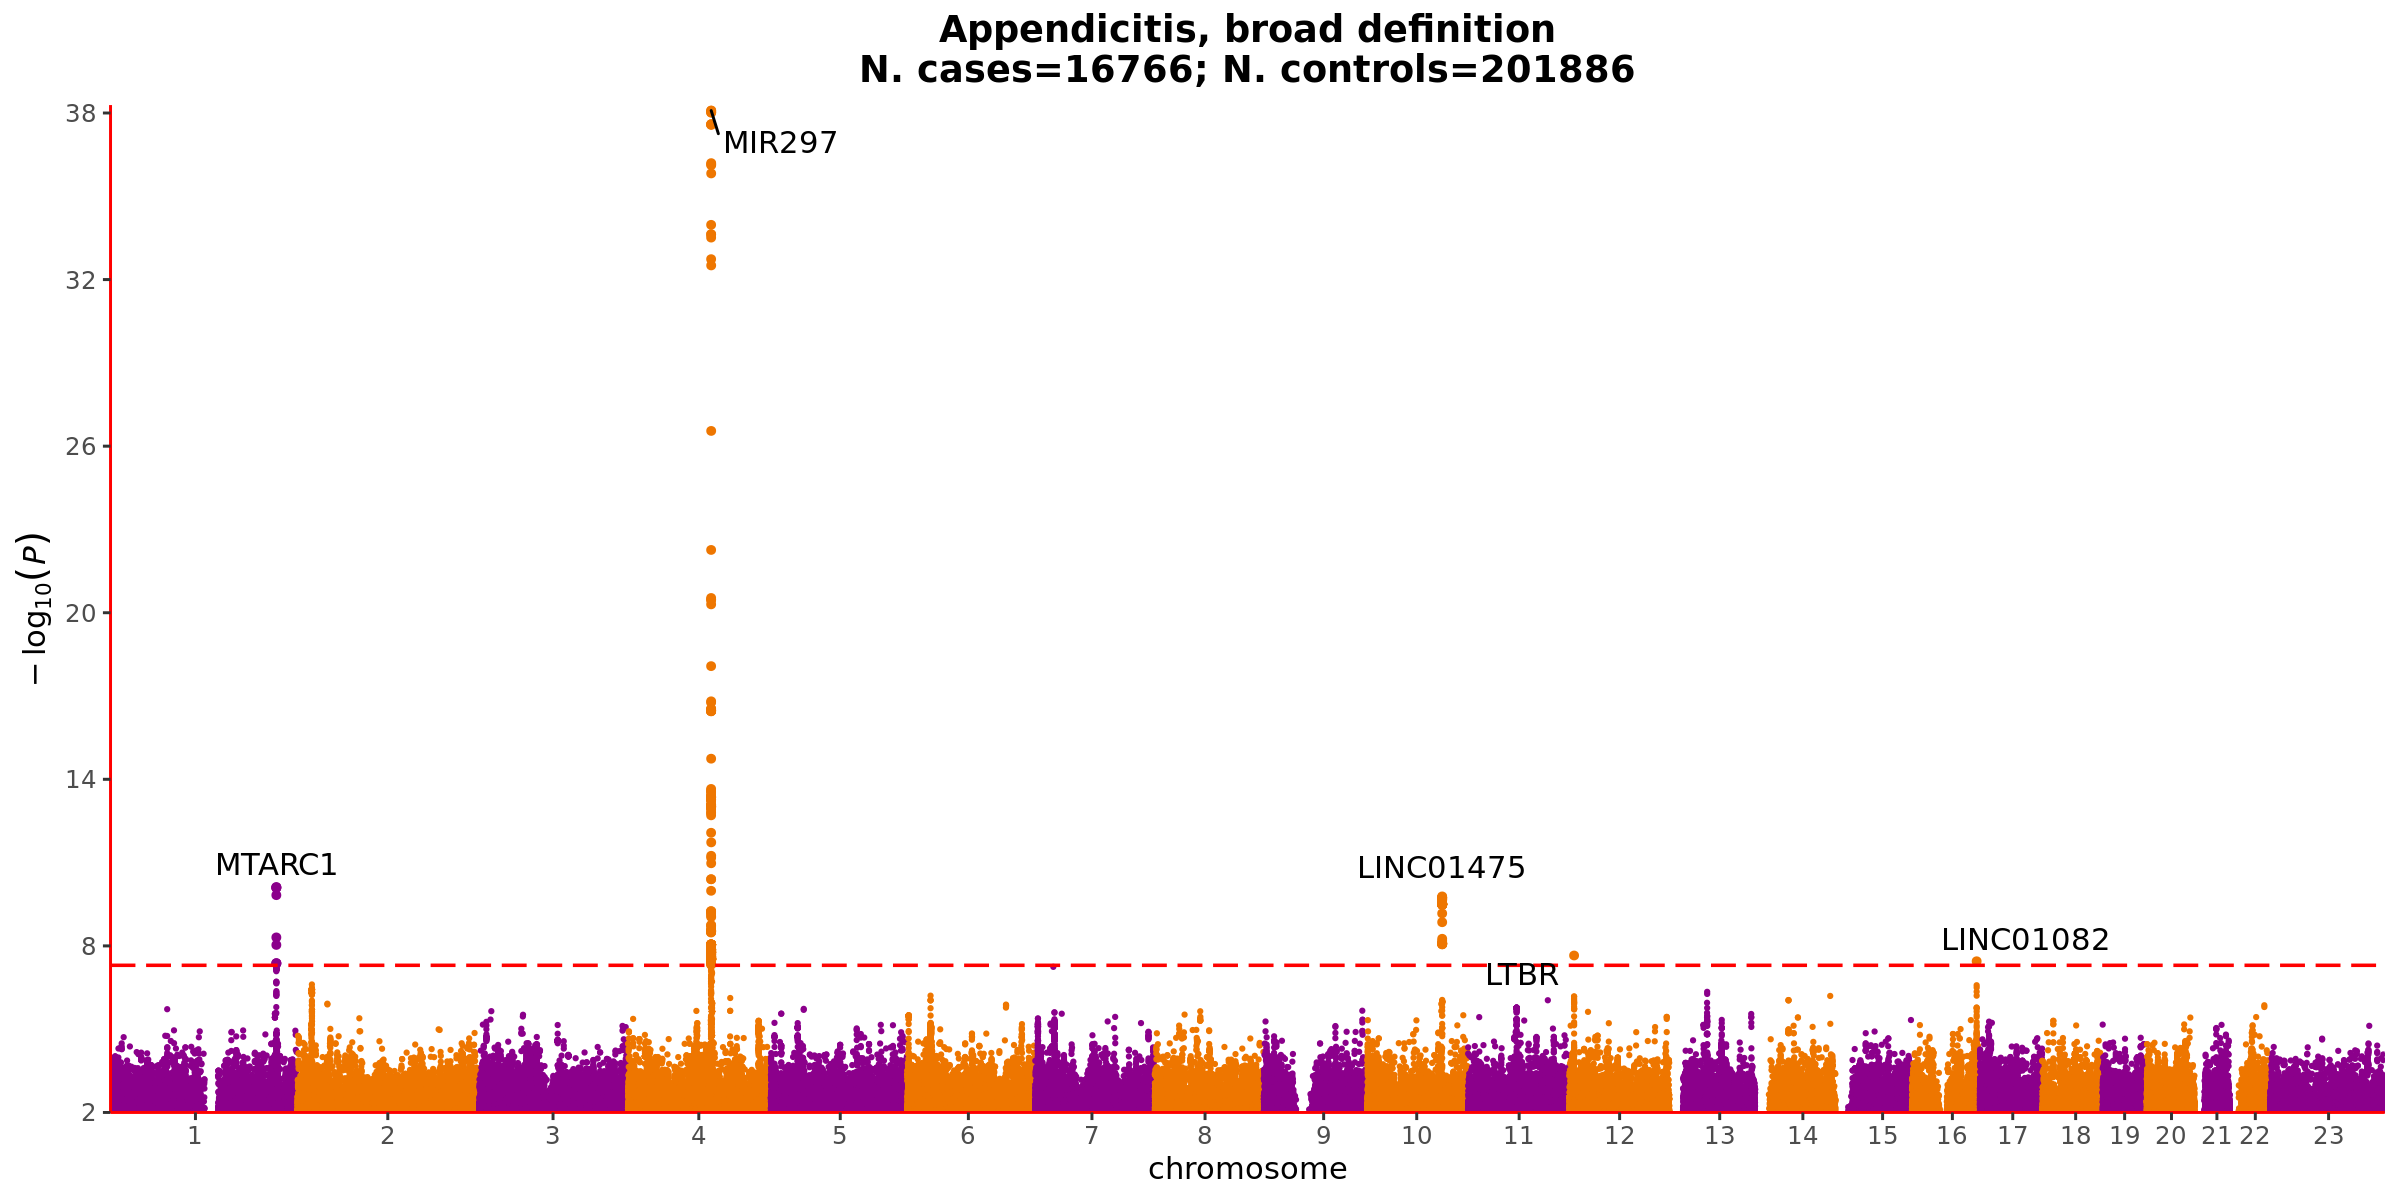 Appendicitis, broad definition
N. cases=16766; N. controls=201886
38
MIR297
32
26
20
− log10(P)
14
MTARC1
LINC01475
8
LINC01082
LTBR
2
1 2 3 4 5 6 7 8 9 10 11 12 13 14 15 16 17 18 19 20 21 22 23
chromosome